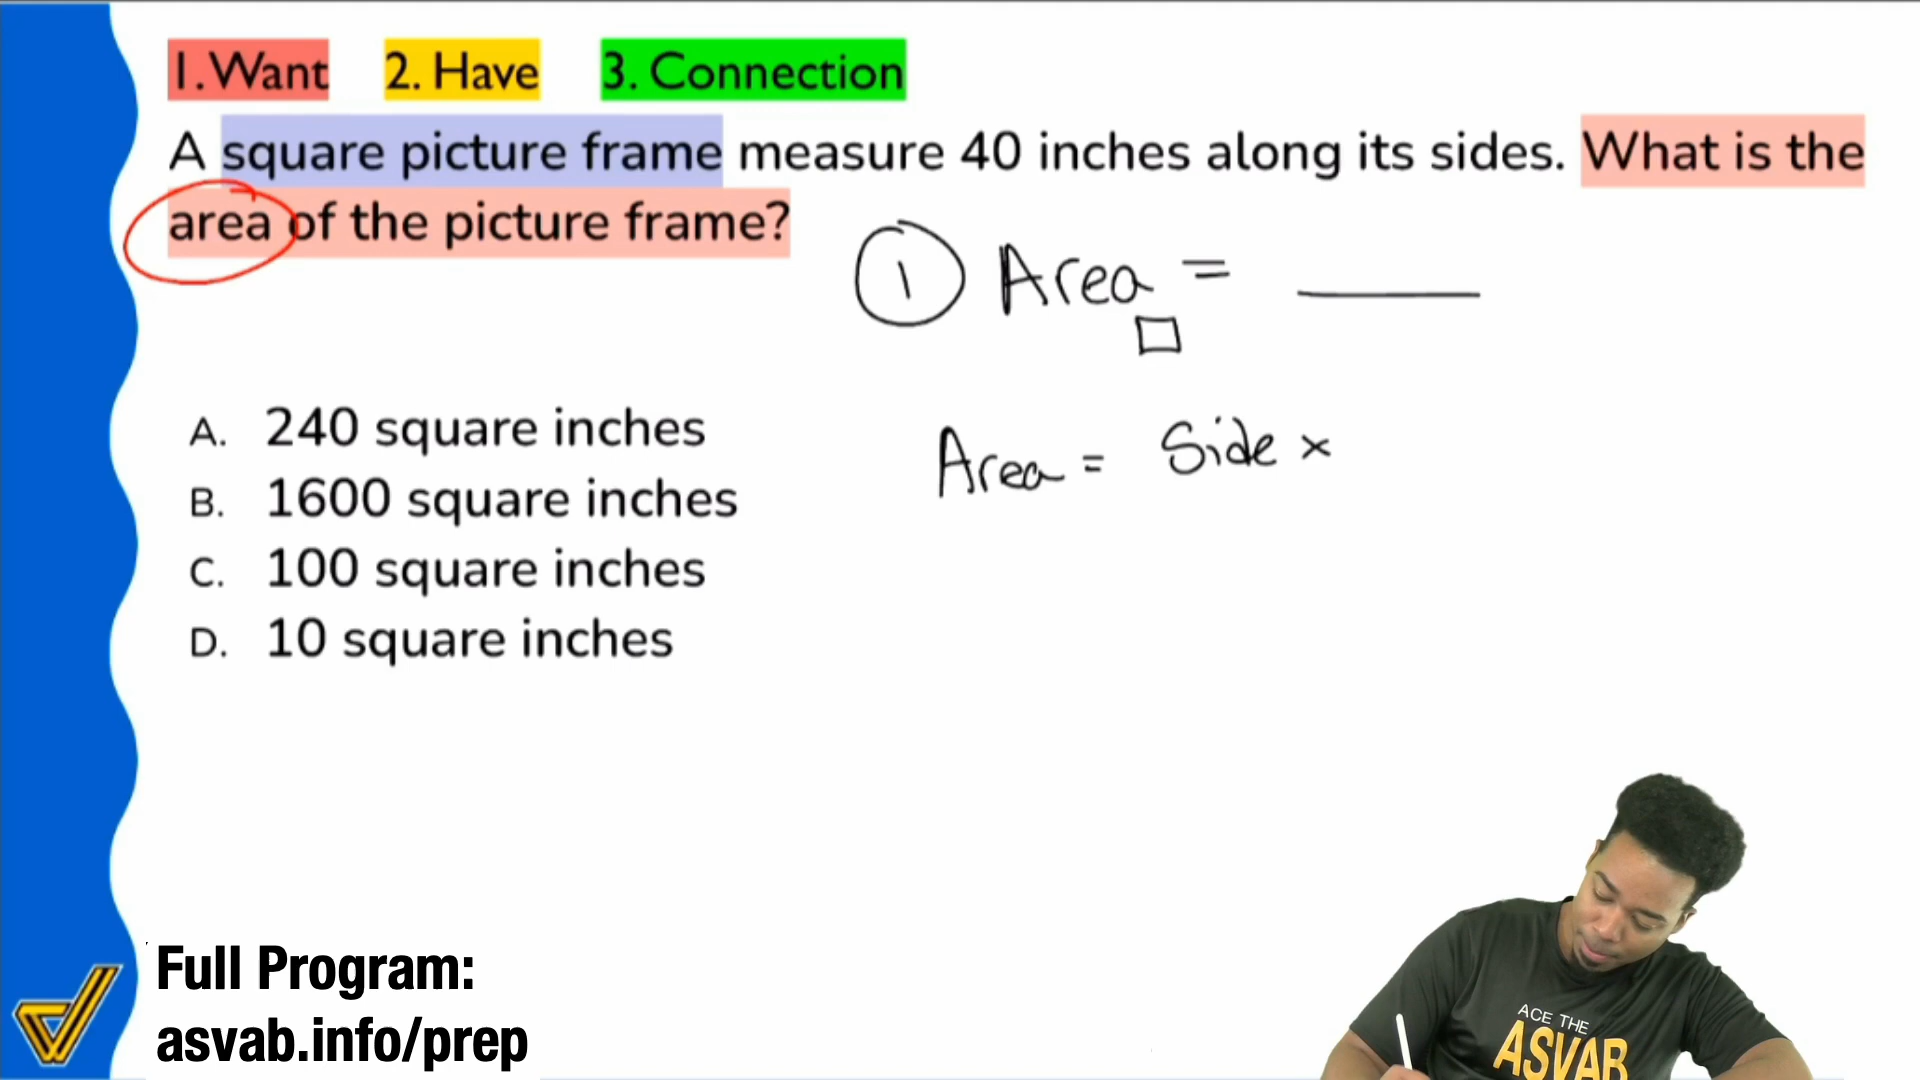 1. Want 2. Have 3. Connection
A square picture frame measure 40 inches along its sides. What is the
area of the picture frame?
1 Area =
Area = Side ×
A. 240 square inches
B. 1600 square inches
C. 100 square inches
D. 10 square inches
Full Program:
asvab.info/prep
ACE THE
ASVAB